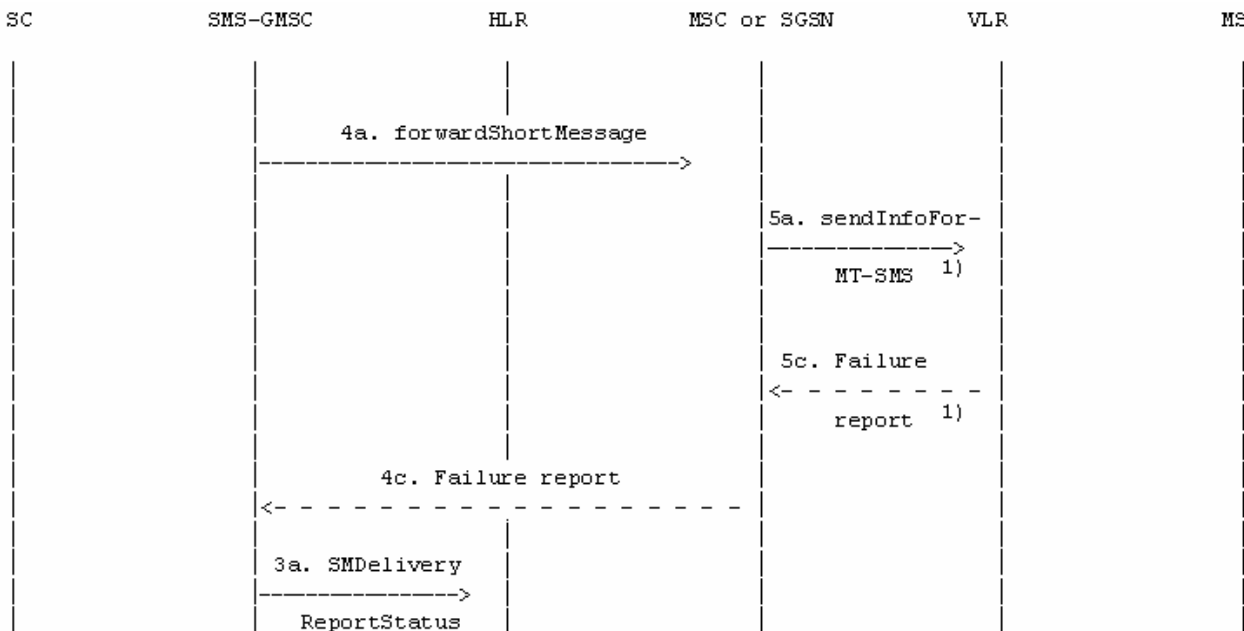 SC SMS-GMSC HLR MSC or SGSN VLR MS
4a. forwardShortMessage
5a. sendInfoFor-
MT-SMS 1)
5c. Failure
report 1)
4c. Failure report
3a. SMDelivery
ReportStatus